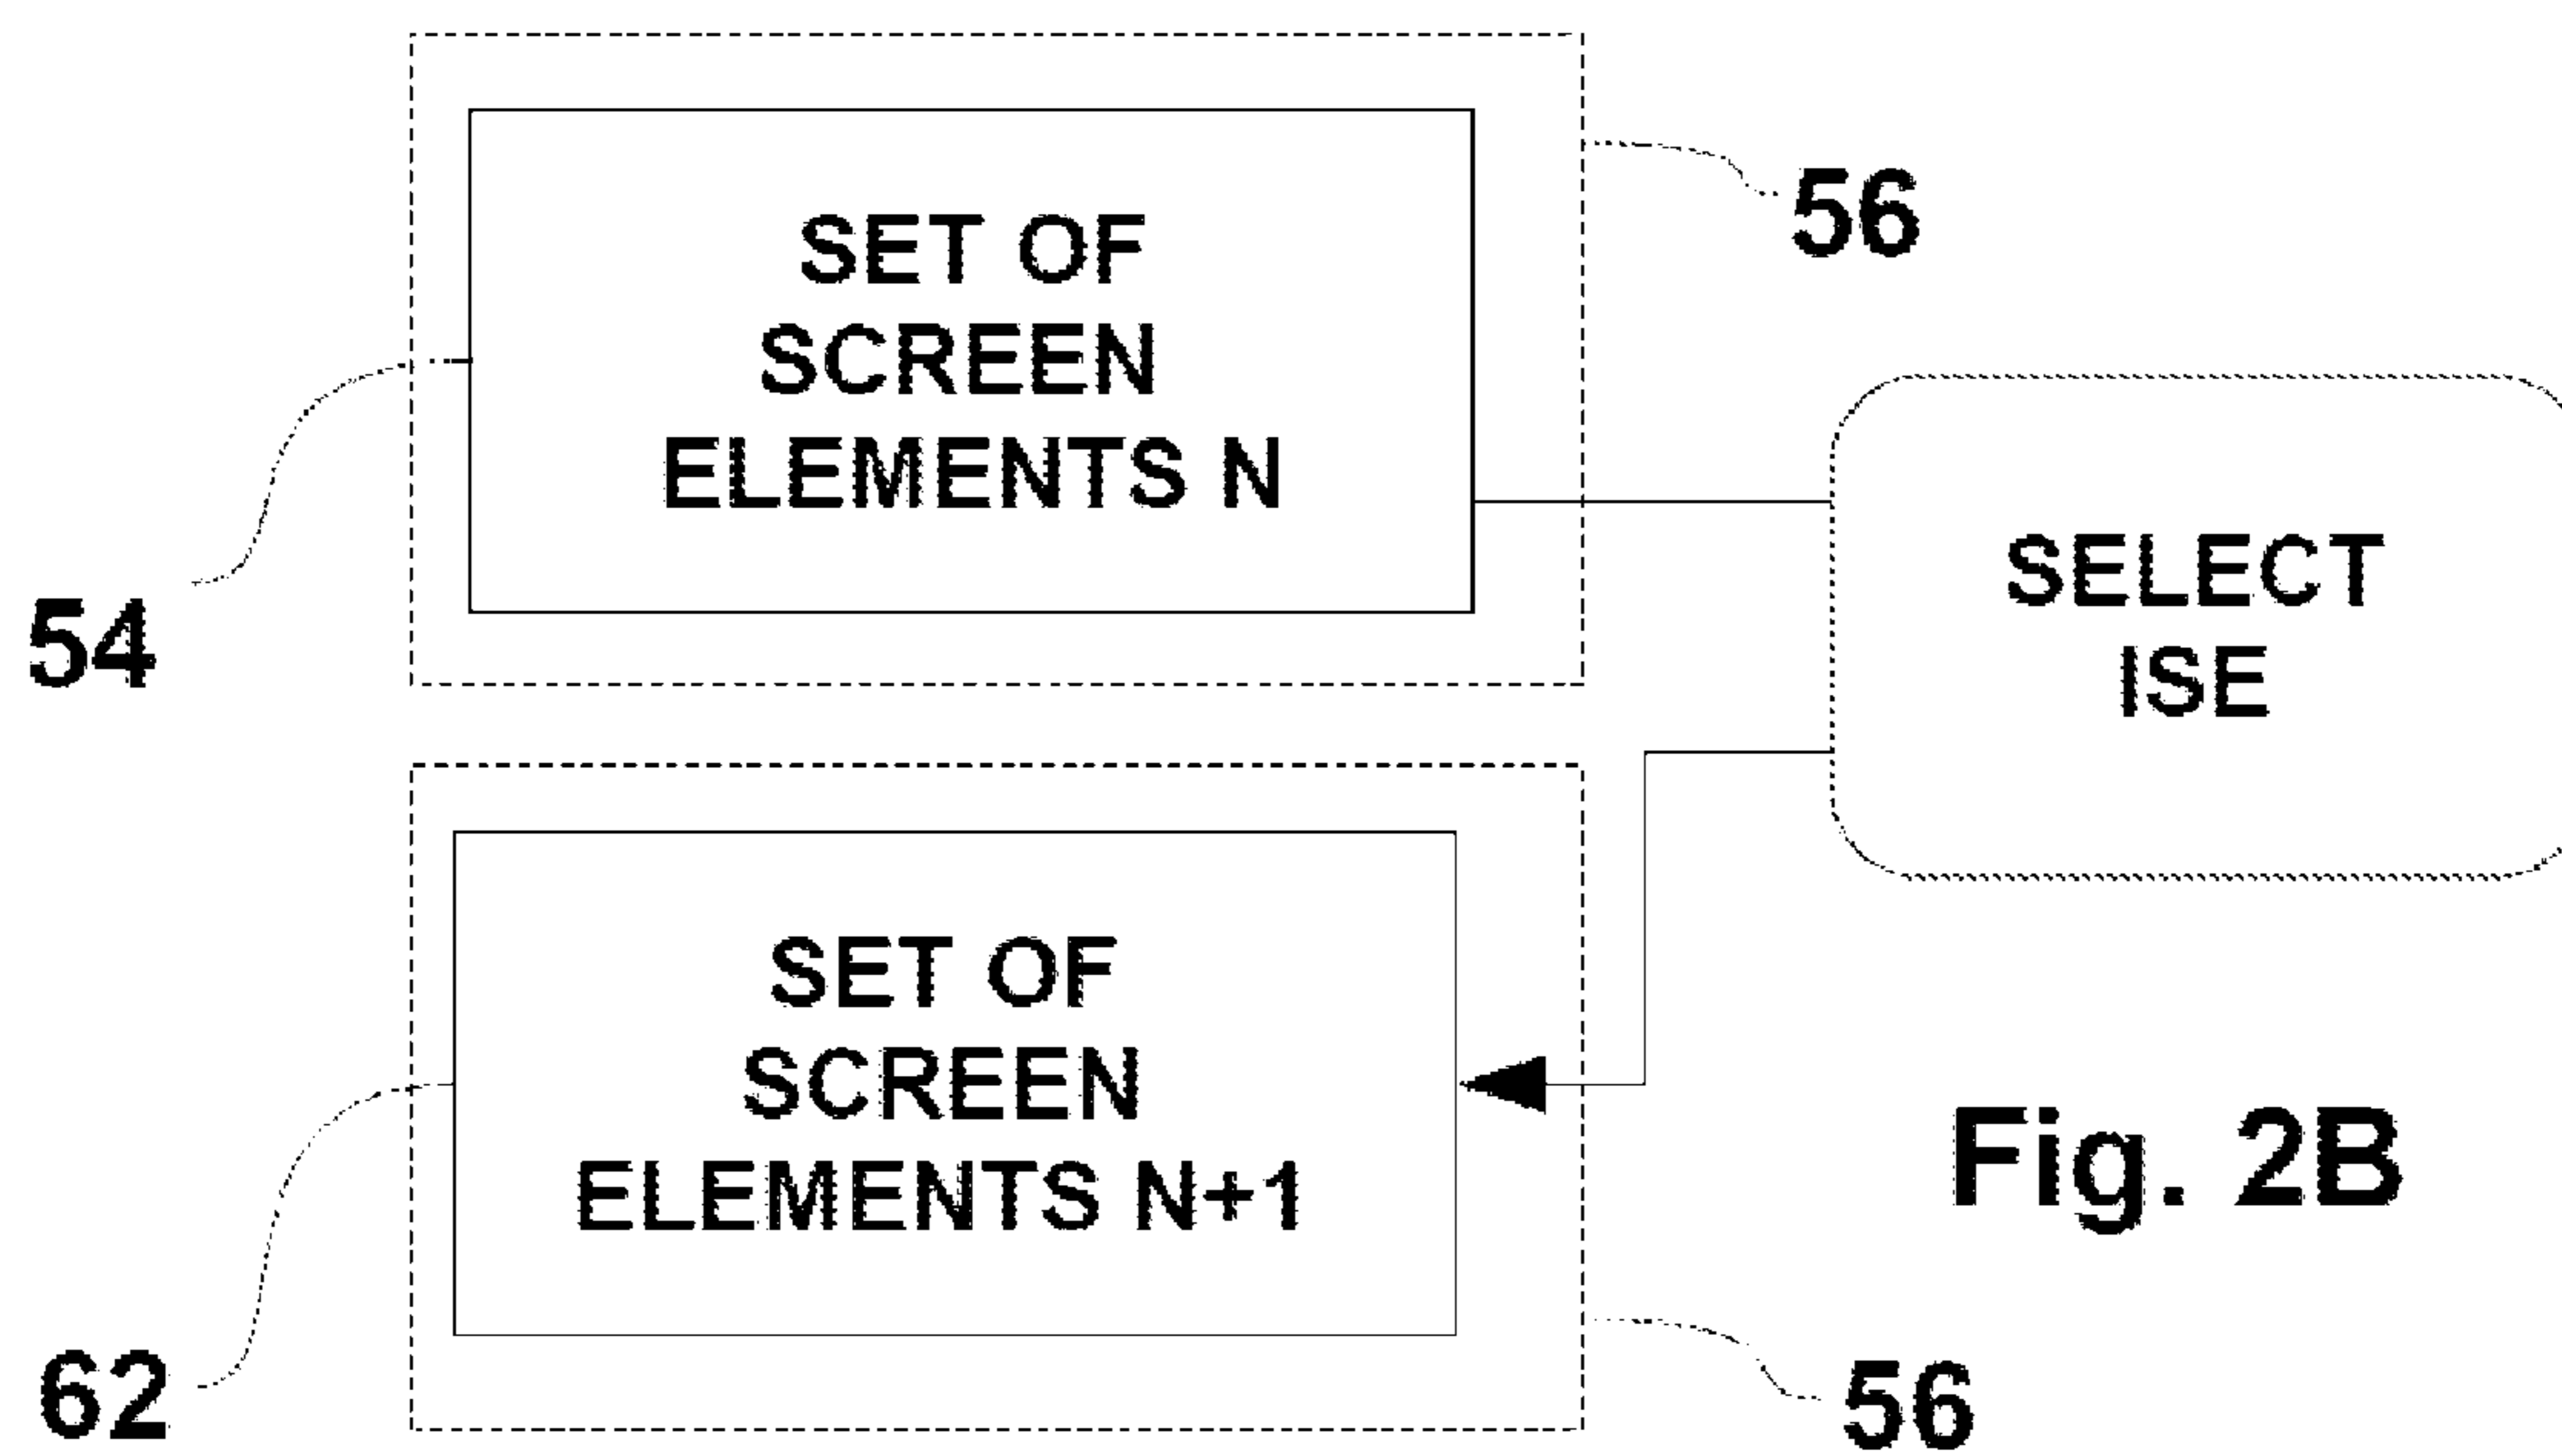 SET OF
SCREEN
ELEMENTS N
56
54
SELECT
ISE
SET OF
SCREEN
ELEMENTS N+1
Fig. 2B
62
56